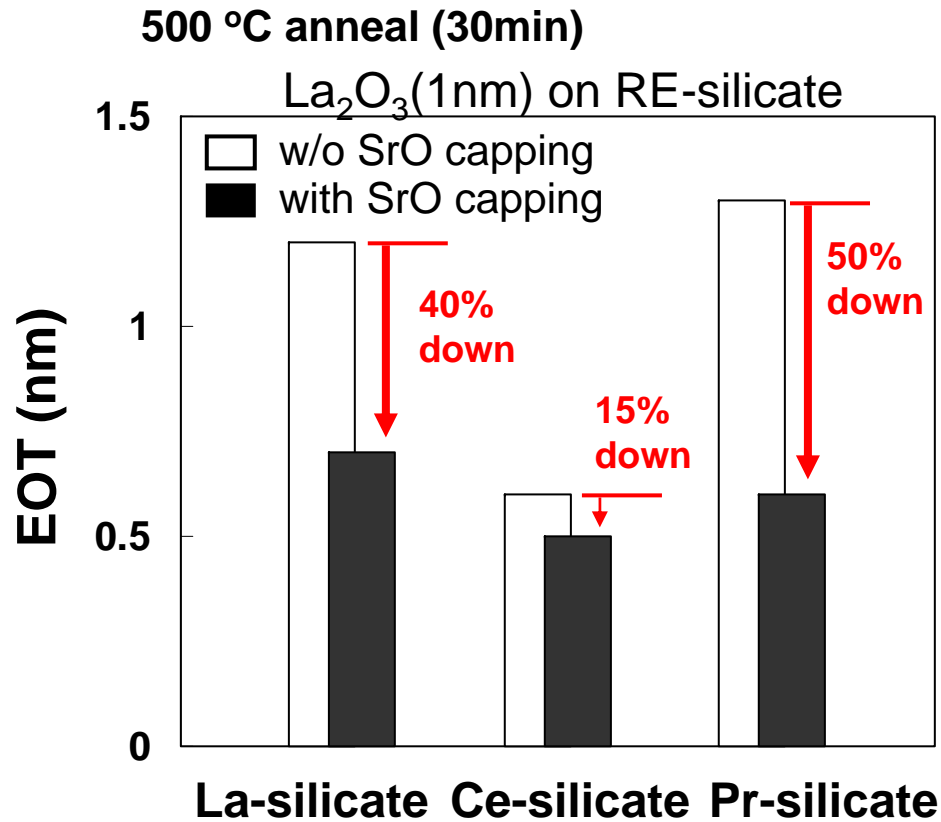 500 ºC anneal (30min)
La₂O₃(1nm) on RE-silicate
1.5
w/o SrO capping
with SrO capping
40%
down
50%
down
15%
down
1
0.5
0
EOT (nm)
La-silicate Ce-silicate Pr-silicate